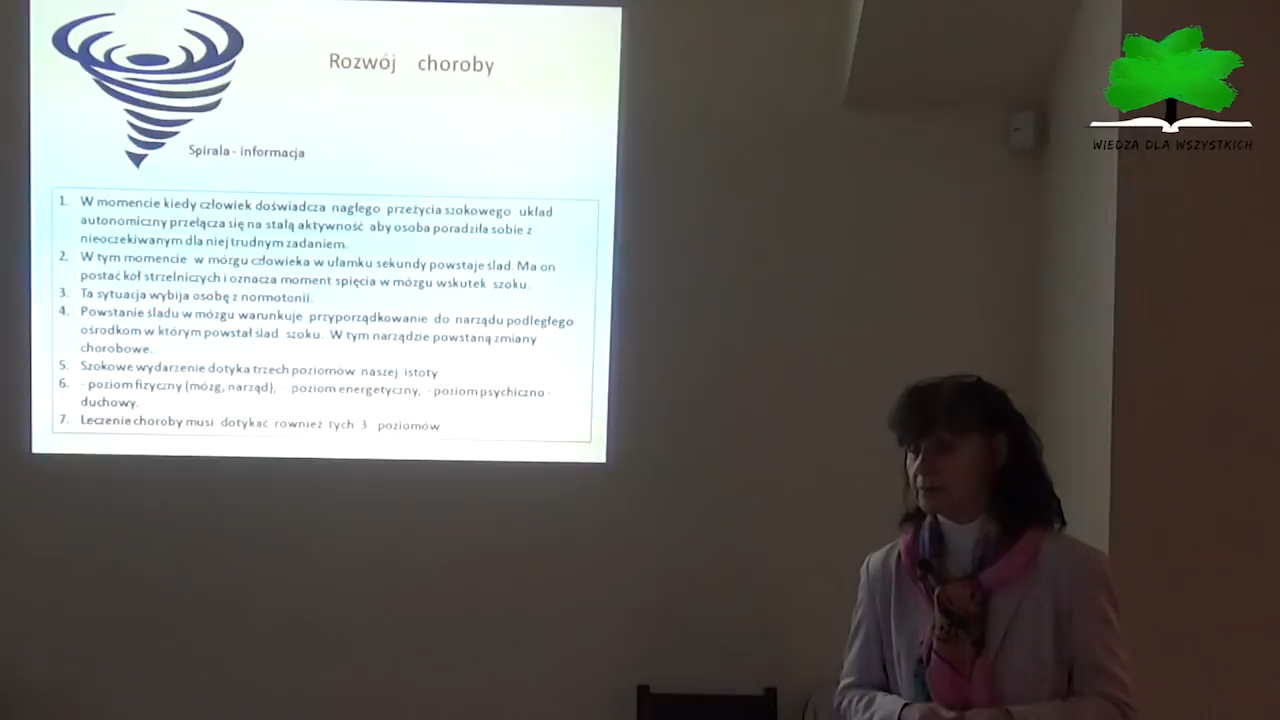 Rozwój choroby
Spirala - informacja
1. W momencie kiedy człowiek doświadcza nagłego przeżycia szokowego układ
autonomiczny przełącza się na stałą aktywność aby osoba poradziła sobie z
nieoczekiwanym dla niej trudnym zadaniem.
2. W tym momencie w mózgu człowieka w ułamku sekundy powstaje ślad. Ma on
postać kół strzelniczych i oznacza moment spięcia w mózgu wskutek szoku.
3. Ta sytuacja wybija osobę z normotonii.
4. Powstanie śladu w mózgu warunkuje przyporządkowanie do narządu podległego
ośrodkom w którym powstał ślad szoku. W tym narządzie powstaną zmiany
chorobowe.
5. Szokowe wydarzenie dotyka trzech poziomów naszej istoty
6. - poziom fizyczny (mózg, narząd), - poziom energetyczny, - poziom psychiczno -
duchowy.
7. Leczenie choroby musi dotykać rownież tych 3 poziomów
WIEDZA DLA WSZYSTKICH